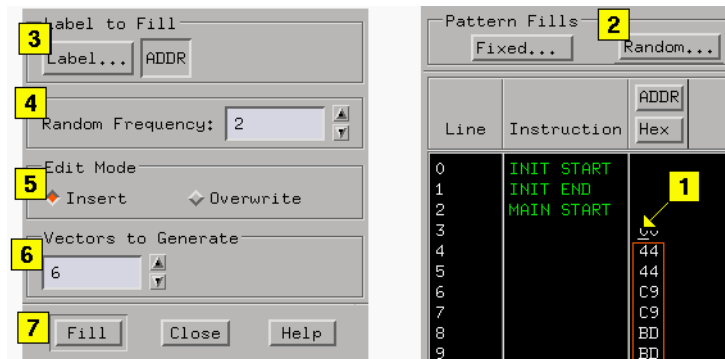 Label to Fill
3
Label... ADDR
4
Random Frequency: 2
Edit Mode
5
Insert Overwrite
Vectors to Generate
6
6
7
Fill Close Help
Pattern Fills
2
Fixed... Random...
ADDR
Line Instruction Hex
0 INIT START
1 INIT END
1
2 MAIN START
3
4 44
5 44
6 C9
7 C9
8 BD
9 BD